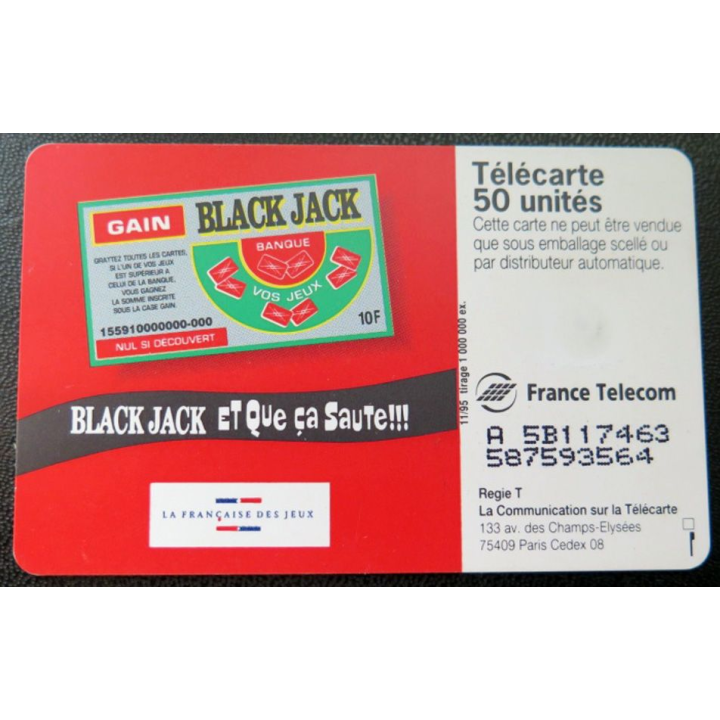 GAIN
BLACK JACK
GRATTEZ TOUTES LES CARTES,
SI L'UN DE VOS JEUX
EST SUPÉRIEUR A
CELUI DE LA BANQUE,
VOUS GAGNEZ
LA SOMME INSCRITE
SOUS LA CASE GAIN.
BANQUE
VOS JEUX
155910000000-000
10F
NUL SI DÉCOUVERT
BLACK JACK ET QUE ÇA SAUTE!!!
LA FRANÇAISE DES JEUX
11/95 tirage 1 000 000 ex.
Télécarte
50 unités
Cette carte ne peut être vendue
que sous emballage scellé ou
par distributeur automatique.
France Telecom
A 5B117463
587593564
Regie T
La Communication sur la Télécarte
133 av. des Champs-Elysées
75409 Paris Cedex 08